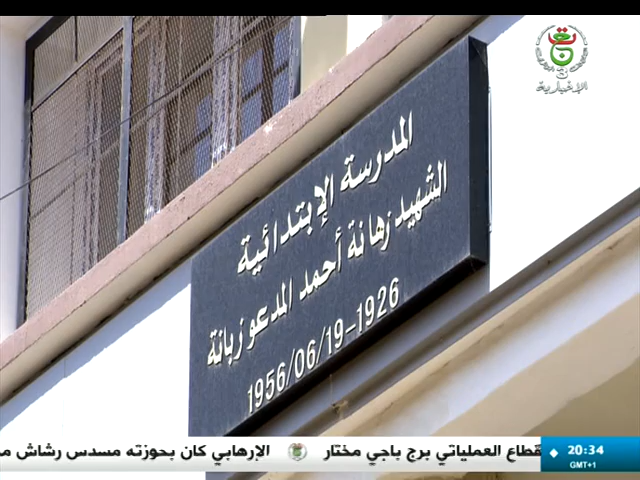 الإخبارية
المدرسة الإبتدائية
الشهيد زهانة أحمد المدعو زبانة
1956/06/19-1926
قطاع العملياتي برج باجي مختار
الإرهابي كان بحوزته مسدس رشاش
20:34
GMT+1